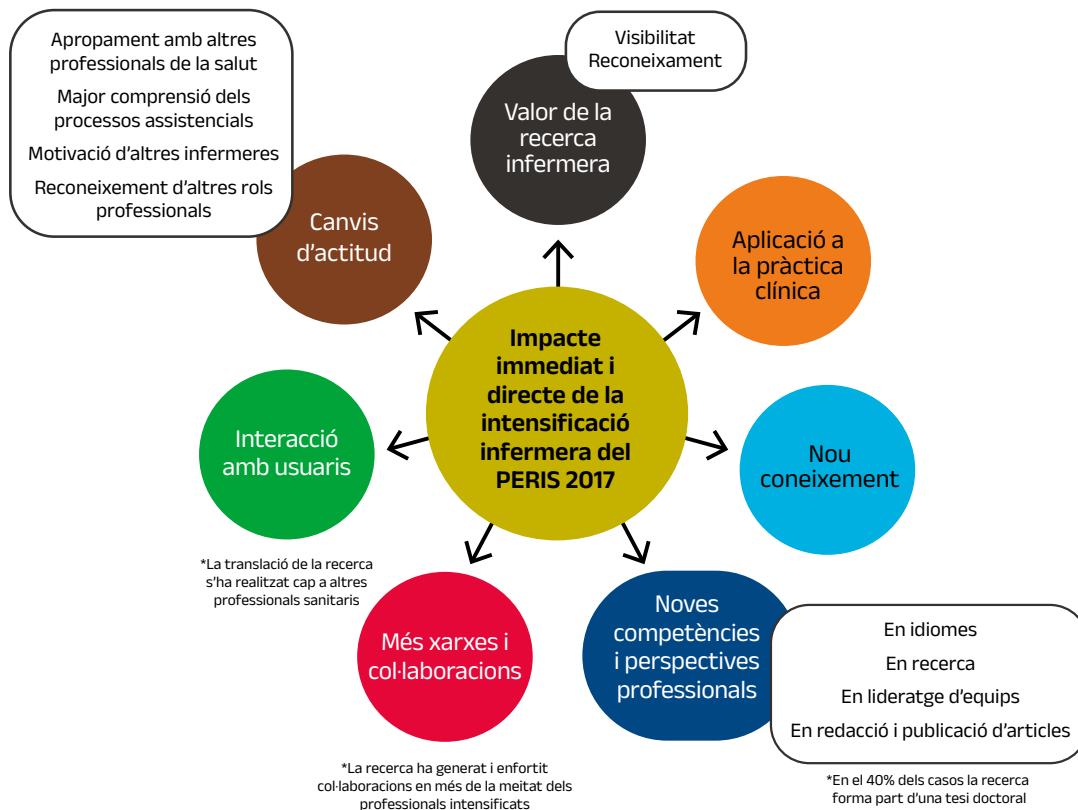 Apropament amb altres
professionals de la salut
Major comprensió dels
processos assistencials
Motivació d'altres infermeres
Reconeixement d'altres rols
professionals
Canvis
d'actitud
Visibilitat
Reconeixament
Valor de la
recerca
infermera
Aplicació a
la pràctica
clínica
Impacte
immediat i
directe de la
intensificació
infermera del
PERIS 2017
Interacció
amb usuaris
*La translació de la recerca
s'ha realitzat cap a altres
professionals sanitaris
Nou
coneixement
Més xarxes i
col·laboracions
*La recerca ha generat i enfortit
col·laboracions en més de la meitat dels
professionals intensificats
Noves
competències
i perspectives
professionals
En idiomes
En recerca
En lideratge d'equips
En redacció i publicació d'articles
*En el 40% dels casos la recerca
forma part d'una tesi doctoral